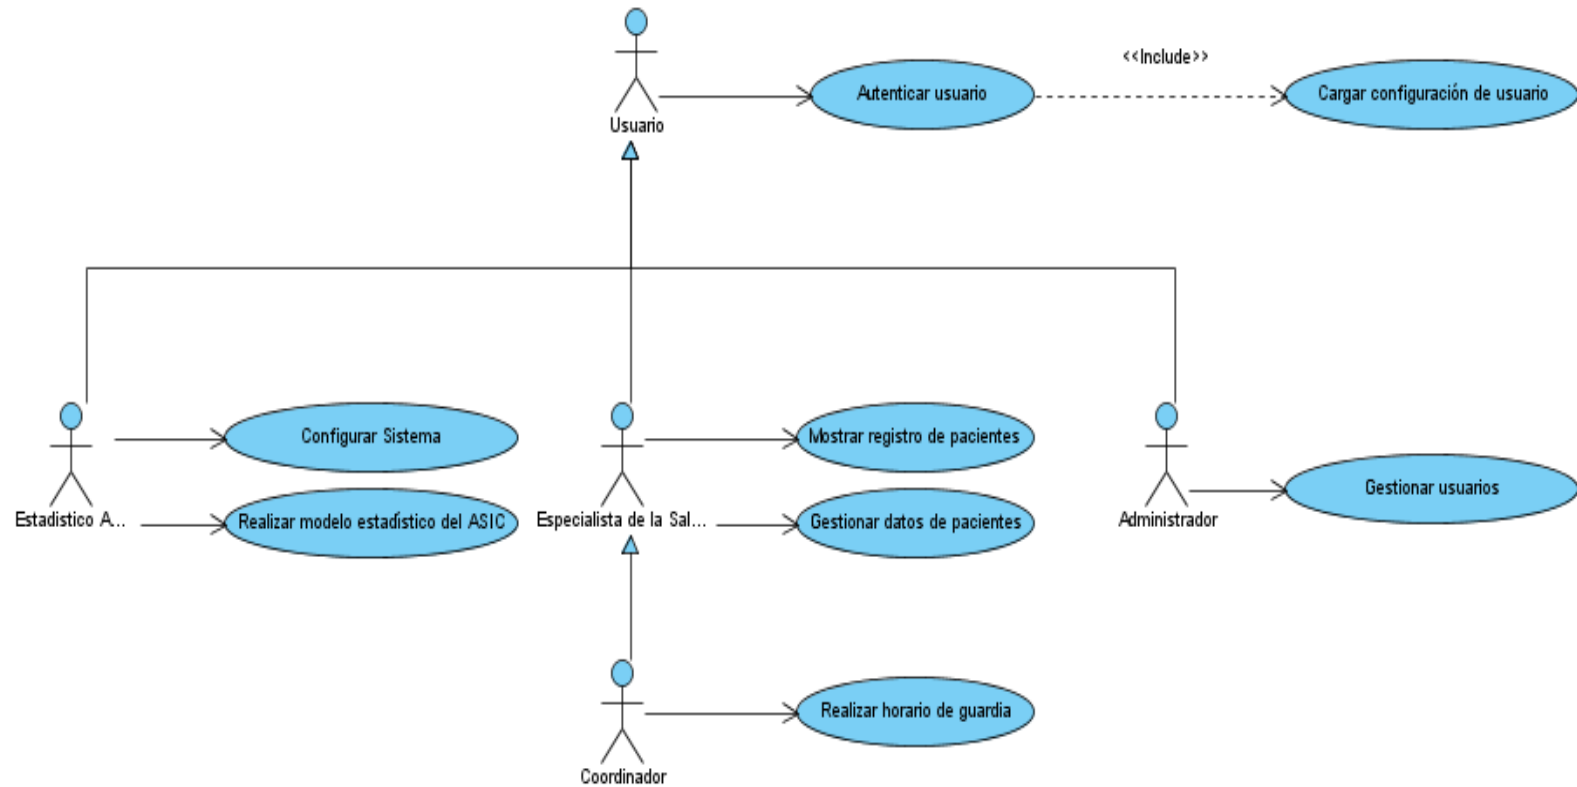 <<Include>>
Autenticar usuario
Cargar configuración de usuario
Usuario
Configurar Sistema
Mostrar registro de pacientes
Gestionar usuarios
Estadistico A...
Realizar modelo estadístico del ASIC
Especialista de la Sal...
Gestionar datos de pacientes
Administrador
Realizar horario de guardia
Coordinador